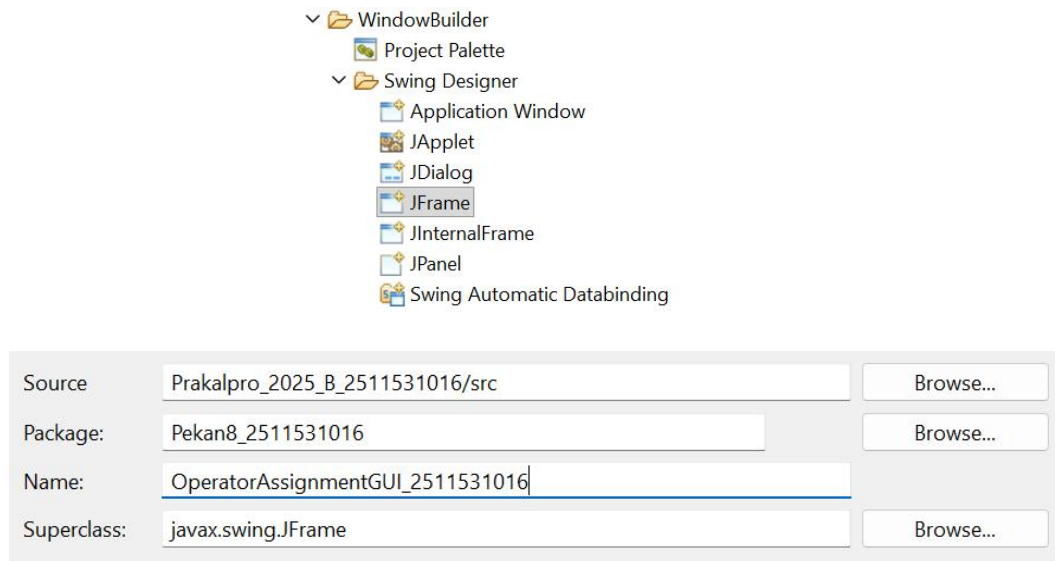 WindowBuilder
Project Palette
Swing Designer
Application Window
JApplet
JDialog
JFrame
JInternalFrame
JPanel
Swing Automatic Databinding
Source Prakalpro_2025_B_2511531016/src Browse...
Package: Pekan8_2511531016 Browse...
Name: OperatorAssignmentGUI_2511531016
Superclass: javax.swing.JFrame Browse...